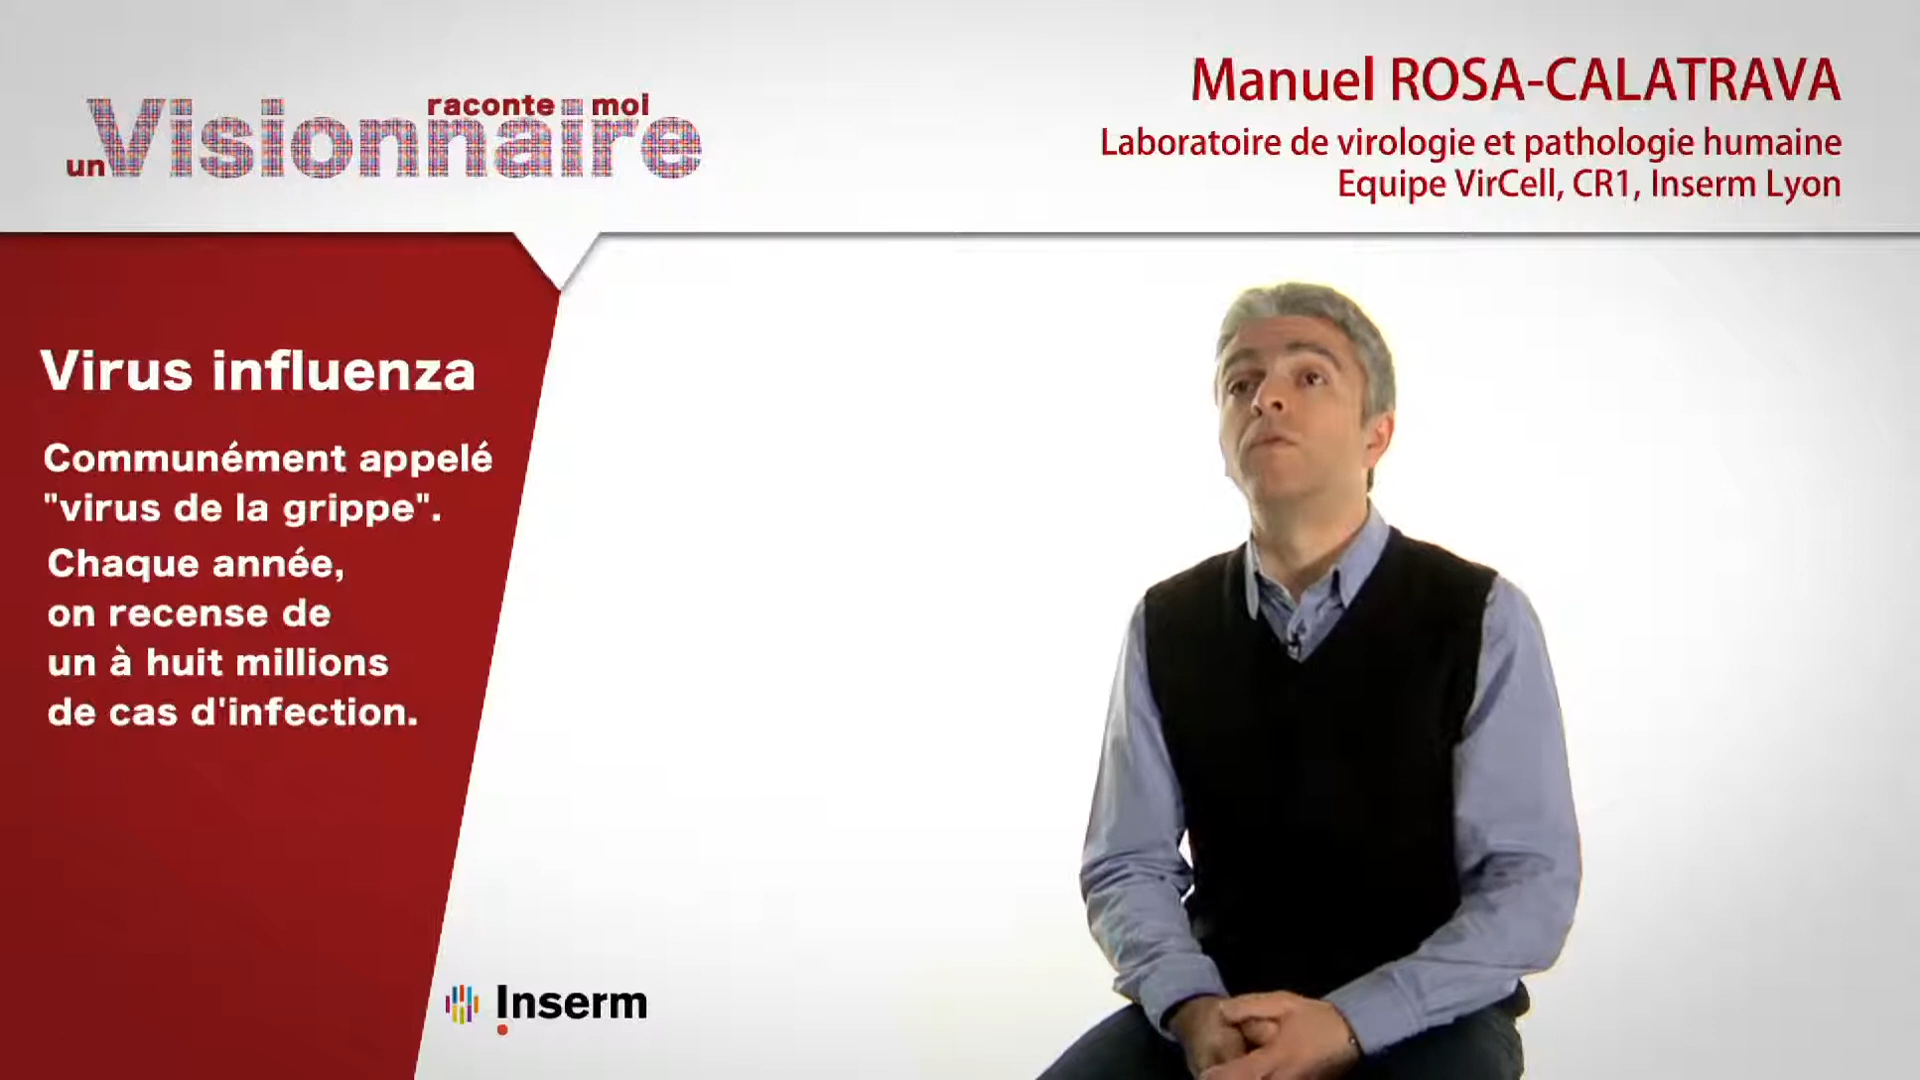 raconte moi
un Visionnaire
Manuel ROSA-CALATRAVA
Laboratoire de virologie et pathologie humaine
Equipe VirCell, CR1, Inserm Lyon
Virus influenza
Communément appelé
"virus de la grippe".
Chaque année,
on recense de
un à huit millions
de cas d'infection.
Inserm